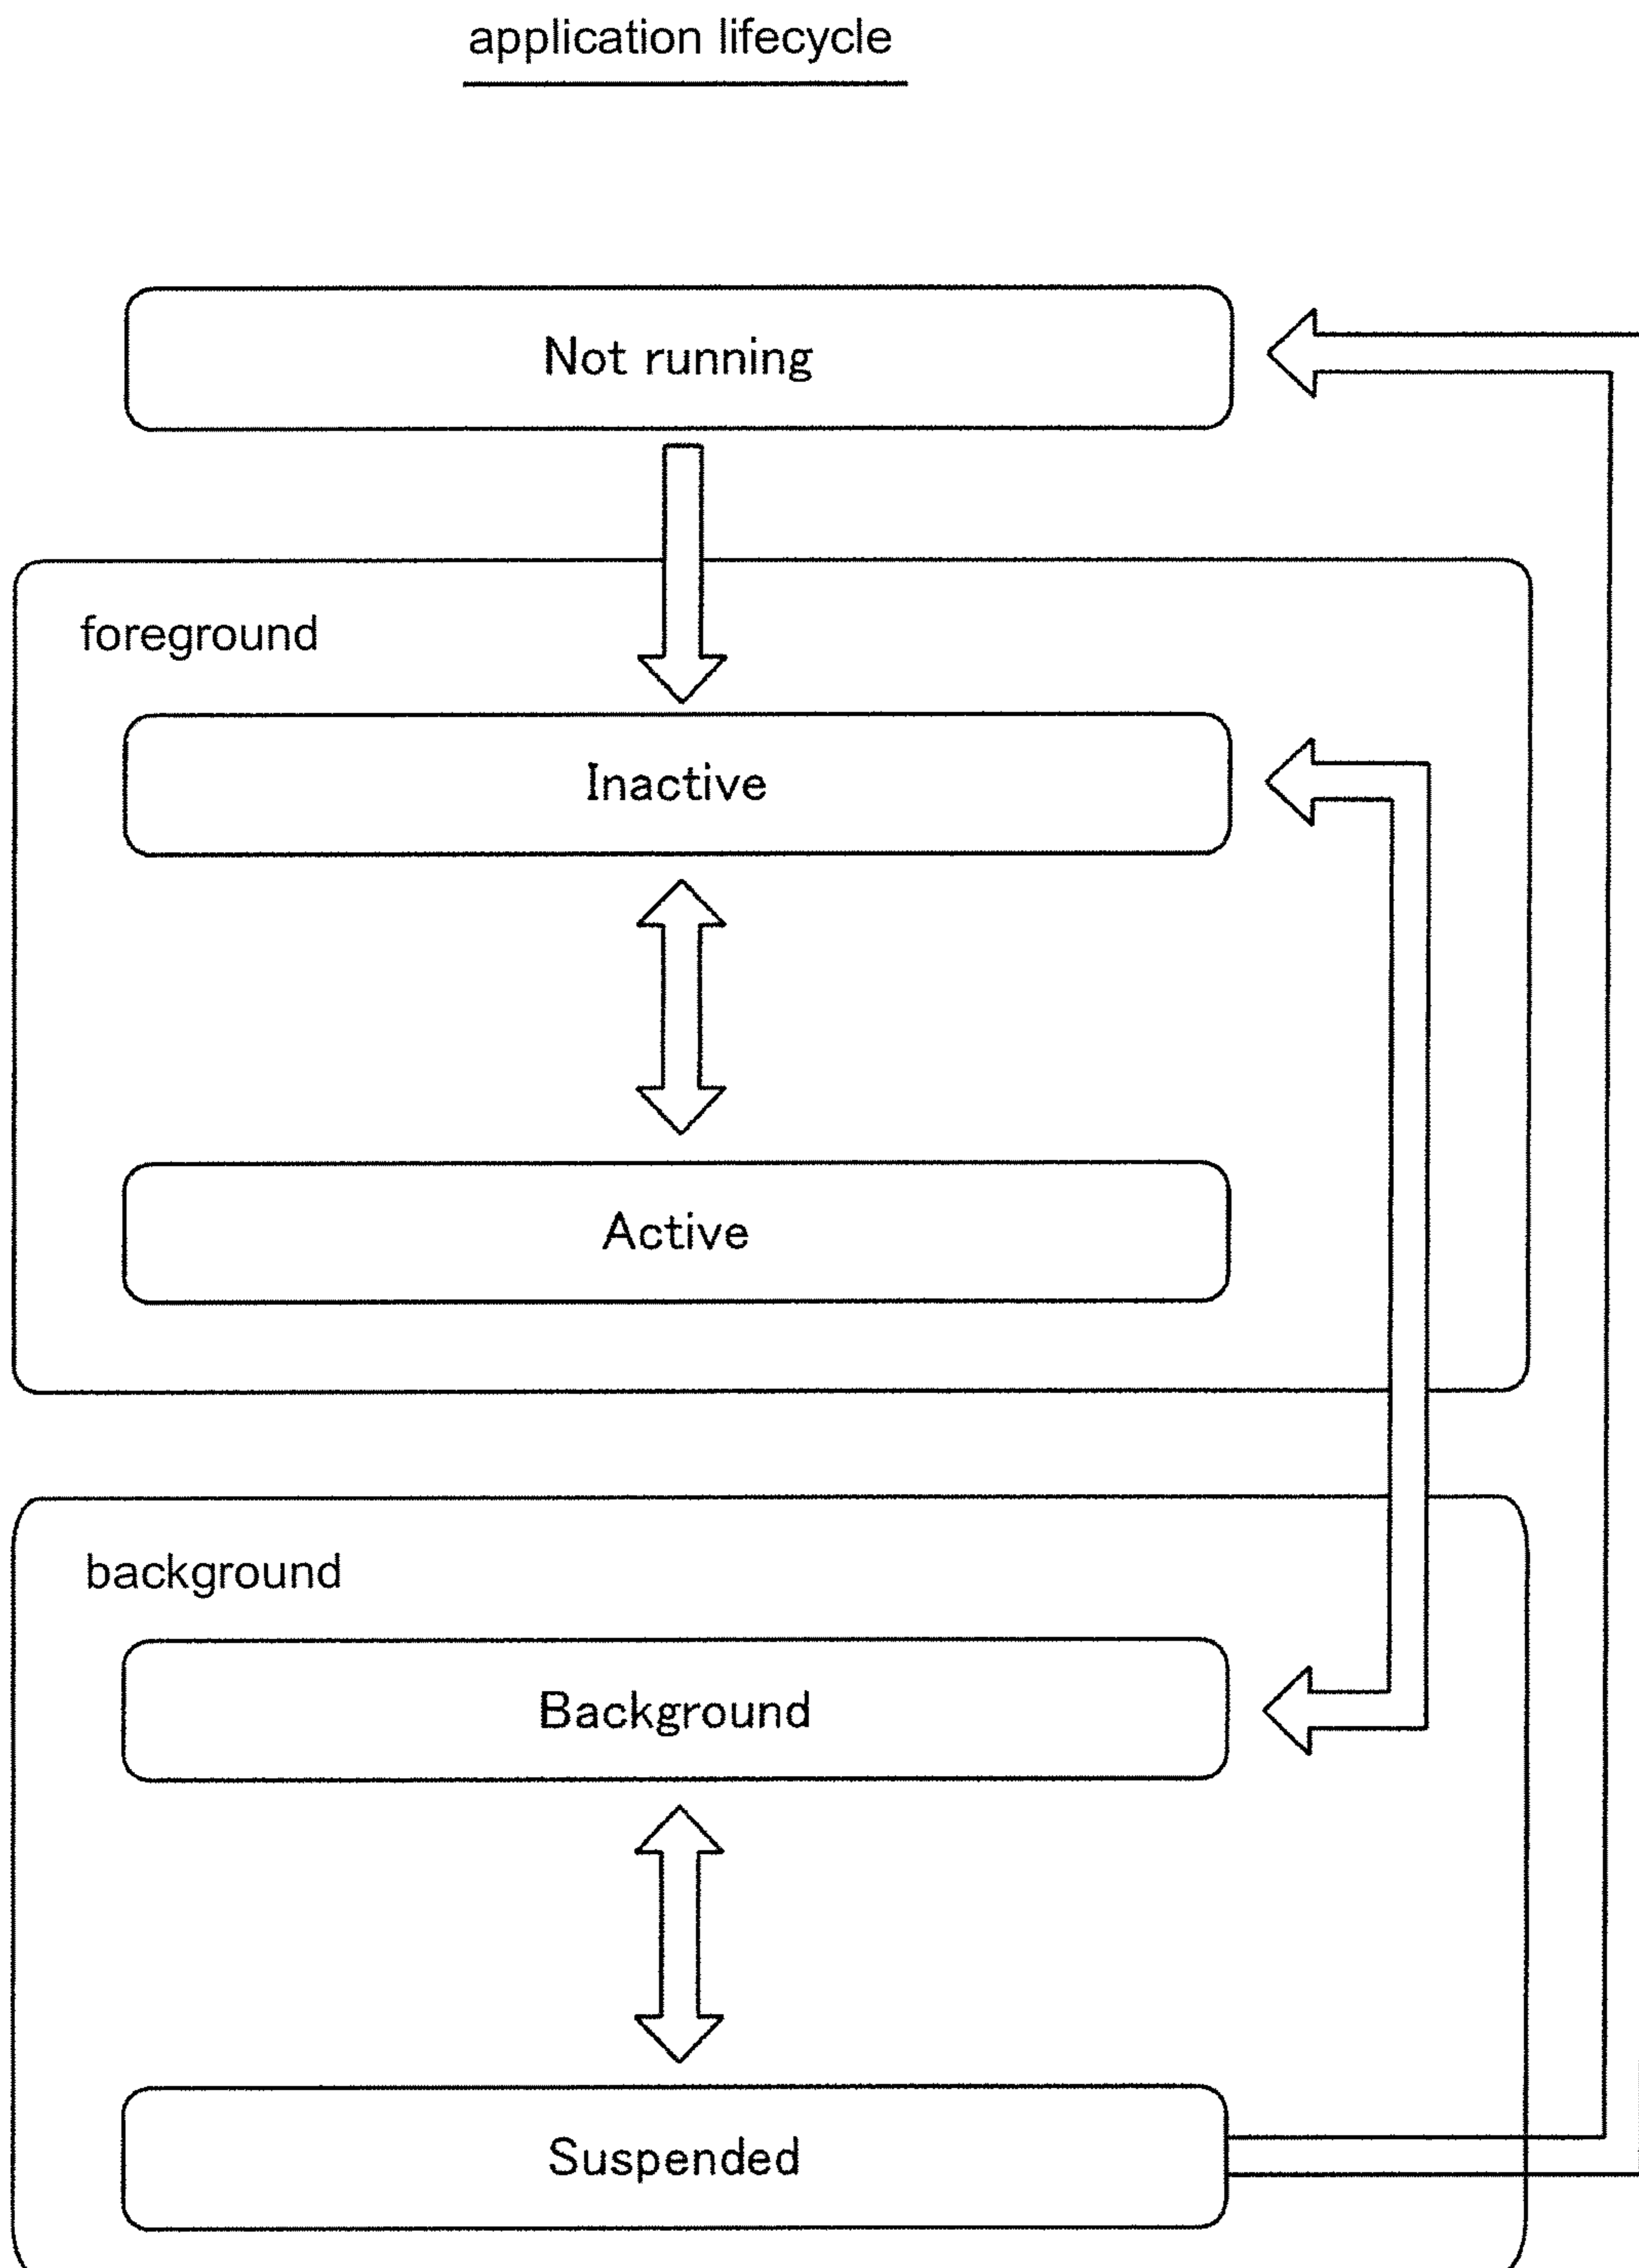 application lifecycle
Not running
foreground
Inactive
Active
background
Background
Suspended